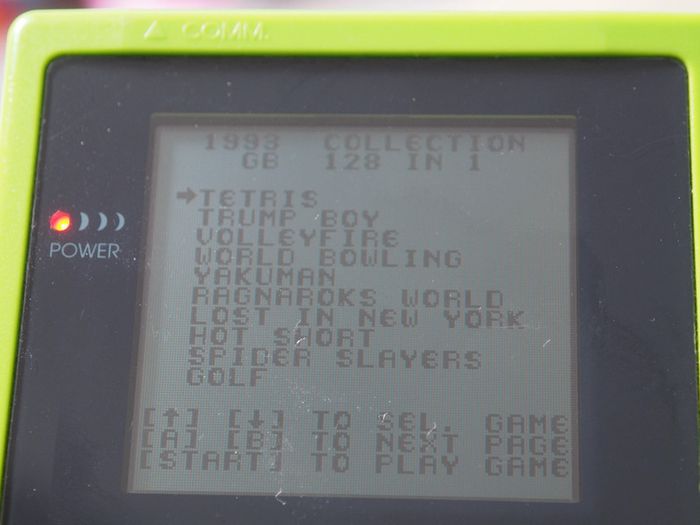 △ COMM.
1993 COLLECTION
GB 128 IN 1
➔TETRIS
TRUMP BOY
VOLLEYFIRE
WORLD BOWLING
YAKUMAN
RAGNAROKS WORLD
LOST IN NEW YORK
HOT SHORT
SPIDER SLAYERS
GOLF
[↑] [↓] TO SEL. GAME
[A] [B] TO NEXT PAGE
[START] TO PLAY GAME
POWER